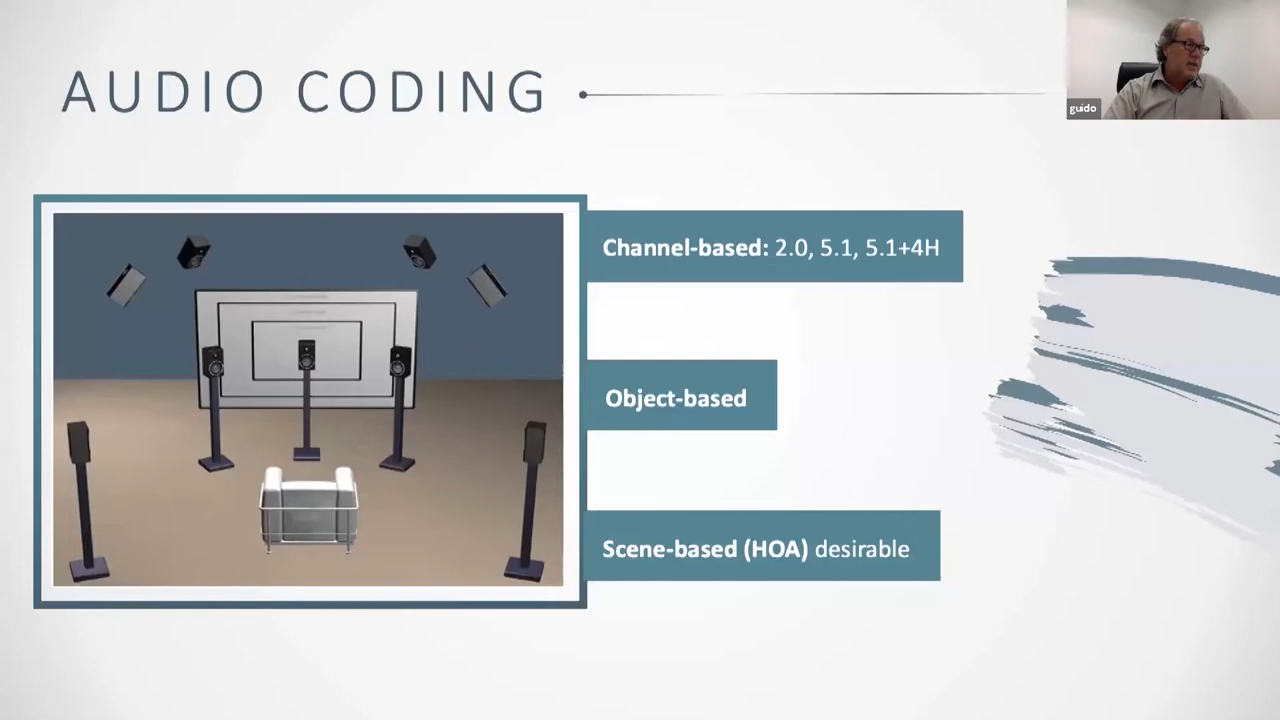 AUDIO CODING
guido
Channel-based: 2.0, 5.1, 5.1+4H
Object-based
Scene-based (HOA) desirable